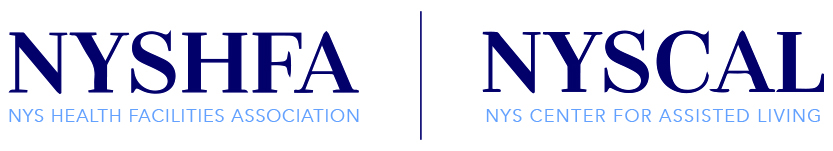 NYSHFA
NYS HEALTH FACILITIES ASSOCIATION
NYSCAL
NYS CENTER FOR ASSISTED LIVING